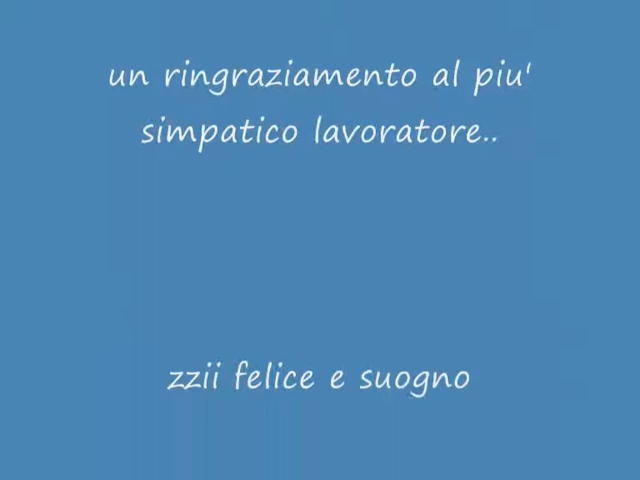 un ringraziamento al piu'
simpatico lavoratore..
zzii felice e suogno